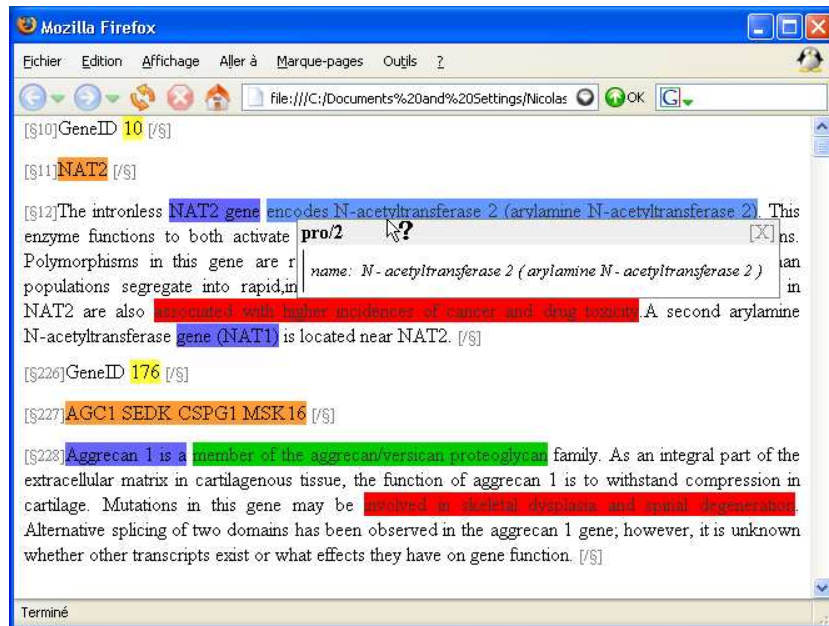 Mozilla Firefox
Fichier Edition Affichage Aller à Marque-pages Outils ?
file:///C:/Documents%20and%20Settings/Nicolas OK G
[§10]GeneID 10 [/§]
[§11]NAT2 [/§]
[§12]The intronless NAT2 gene encodes N-acetyltransferase 2 (arylamine N-acetyltransferase 2). This
enzyme functions to both activate pro/2 [X] ns.
Polymorphisms in this gene are r name: N-acetyltransferase 2 ( arylamine N-acetyltransferase 2 ) an
populations segregate into rapid,in in
NAT2 are also associated with higher incidences of cancer and drug toxicity.A second arylamine
N-acetyltransferase gene (NAT1) is located near NAT2. [/§]
[§226]GeneID 176 [/§]
[§227]AGC1 SEDK CSPG1 MSK16 [/§]
[§228]Aggrecan 1 is a member of the aggrecan/versican proteoglycan family. As an integral part of the
extracellular matrix in cartilagenous tissue, the function of aggrecan 1 is to withstand compression in
cartilage. Mutations in this gene may be involved in skeletal dysplasia and spinal degeneration.
Alternative splicing of two domains has been observed in the aggrecan 1 gene; however, it is unknown
whether other transcripts exist or what effects they have on gene function. [/§]
Terminé